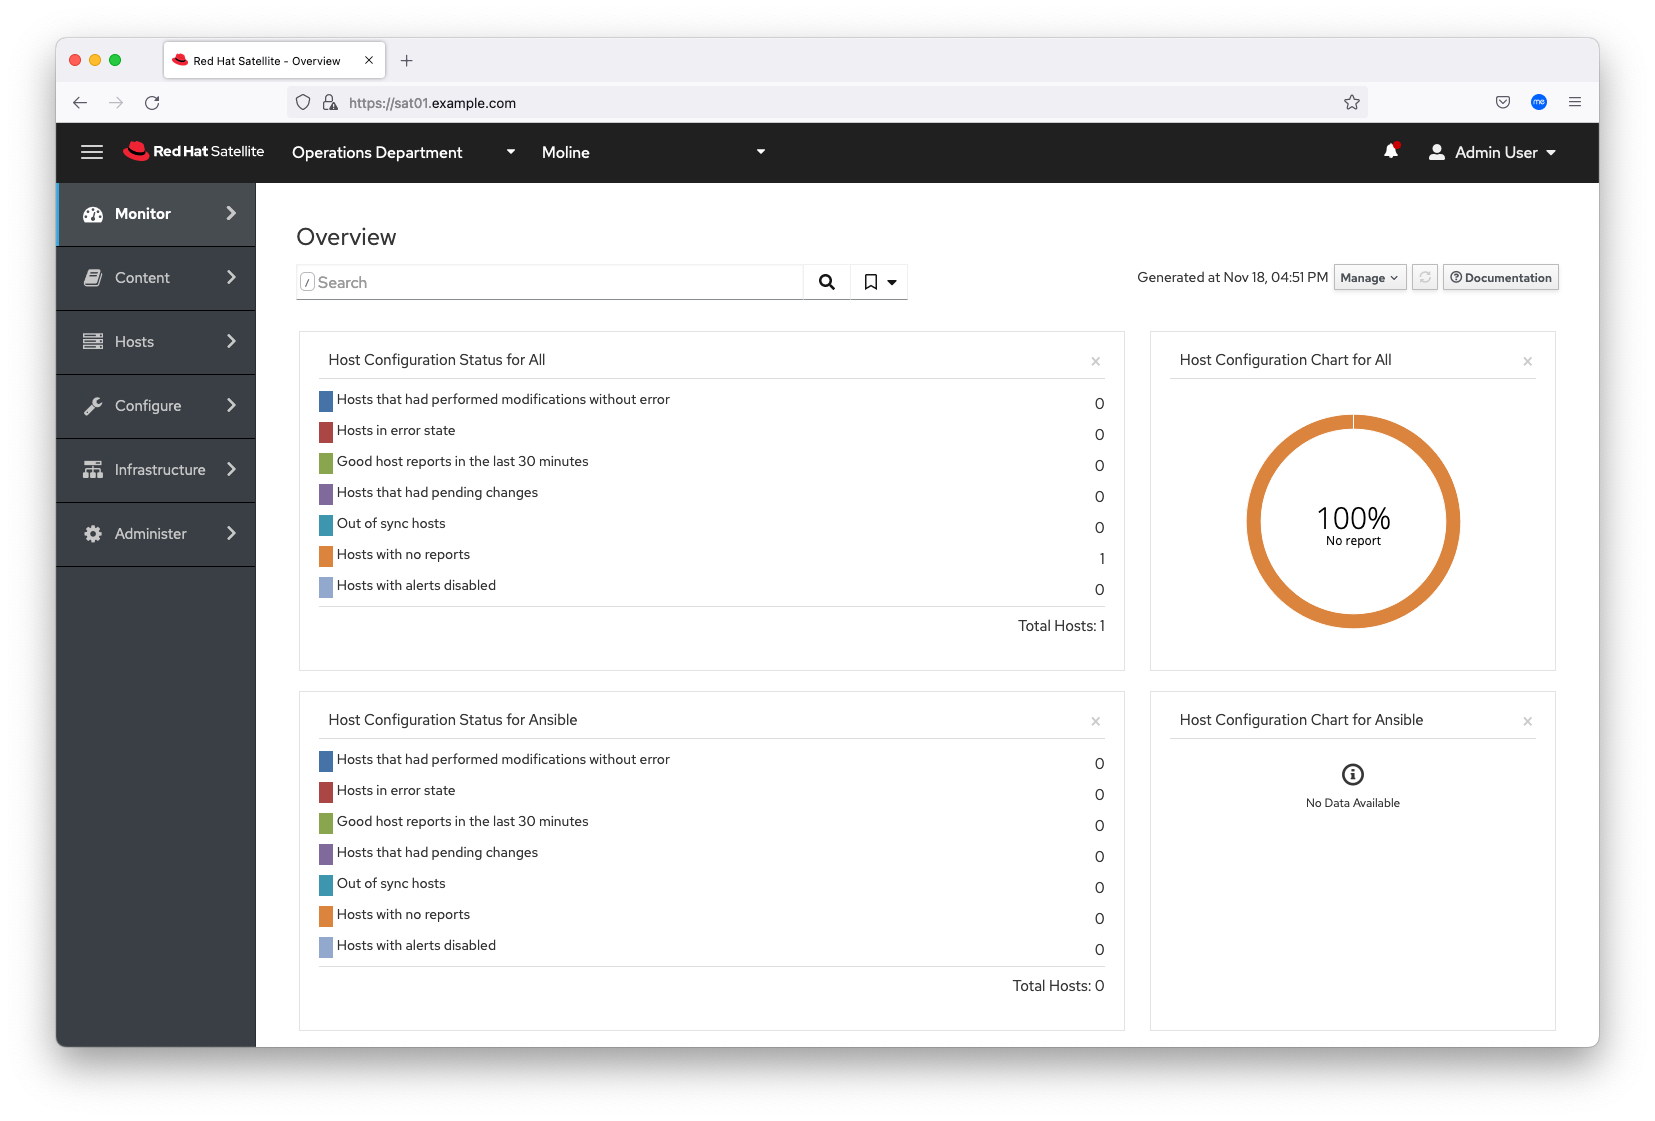 Red Hat Satellite - Overview
https://sat01.example.com
me
Red Hat Satellite
Operations Department
Moline
Admin User
Monitor
Content
Hosts
Configure
Infrastructure
Administer
Overview
/ Search
Generated at Nov 18, 04:51 PM
Manage
Documentation
Host Configuration Status for All
Hosts that had performed modifications without error 0
Hosts in error state 0
Good host reports in the last 30 minutes 0
Hosts that had pending changes 0
Out of sync hosts 0
Hosts with no reports 1
Hosts with alerts disabled 0
Total Hosts: 1
Host Configuration Chart for All
100%
No report
Host Configuration Status for Ansible
Hosts that had performed modifications without error 0
Hosts in error state 0
Good host reports in the last 30 minutes 0
Hosts that had pending changes 0
Out of sync hosts 0
Hosts with no reports 0
Hosts with alerts disabled 0
Total Hosts: 0
Host Configuration Chart for Ansible
No Data Available